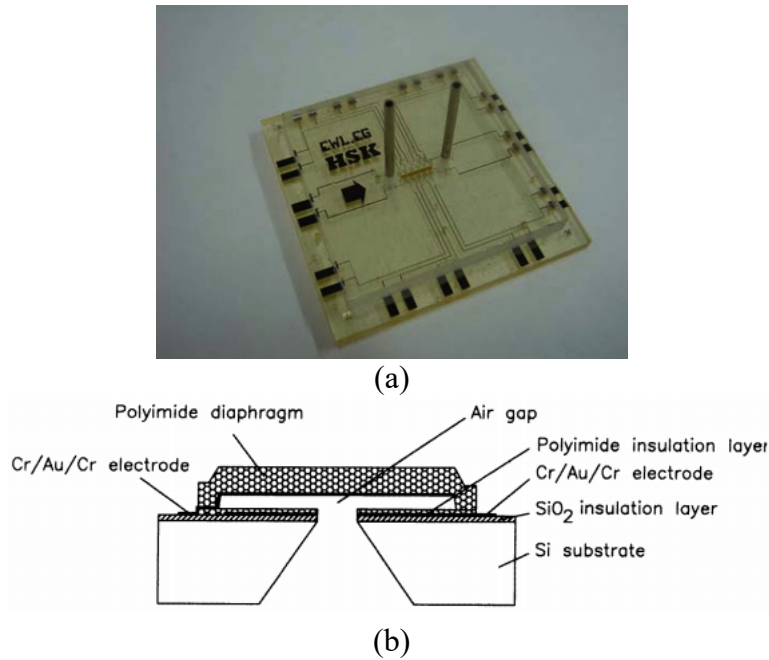 CWL.CG
HSK
(a)
Polyimide diaphragm
Air gap
Polyimide insulation layer
Cr/Au/Cr electrode
Cr/Au/Cr electrode
SiO2 insulation layer
Si substrate
(b)